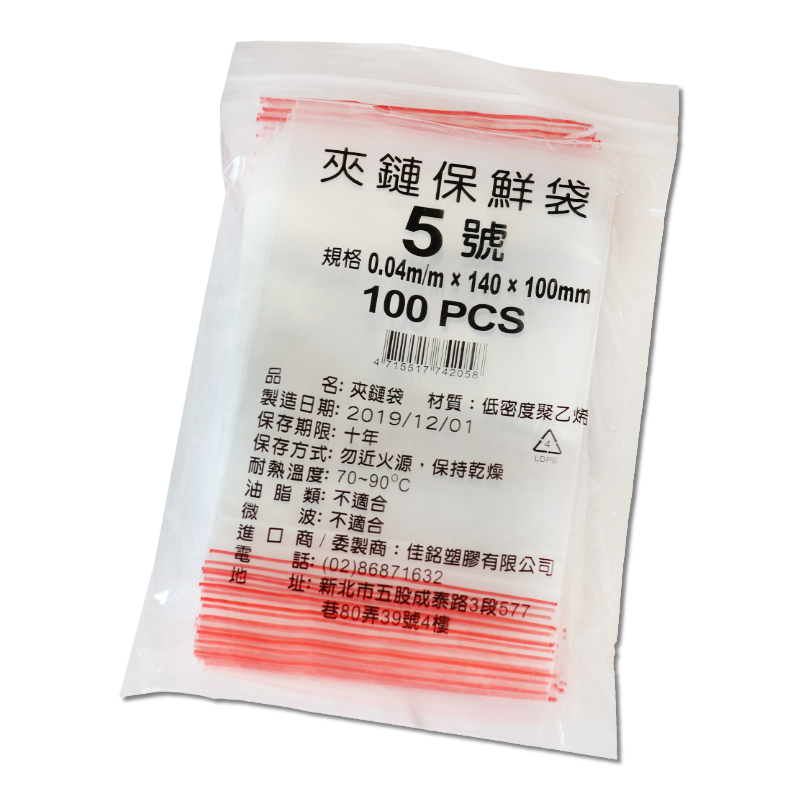 夾鏈保鮮袋
5號
規格 0.04m/m × 140 × 100mm
100 PCS
4 715517 742058
品 名: 夾鏈袋 材質：低密度聚乙烯
製造日期: 2019/12/01
保存期限: 十年
4
保存方式: 勿近火源，保持乾燥
LDPE
耐熱溫度: 70~90°C
油脂類: 不適合
微 波: 不適合
進口商/委製商：佳銘塑膠有限公司
電 話: (02)86871632
地 址: 新北市五股成泰路3段577
巷80弄39號4樓